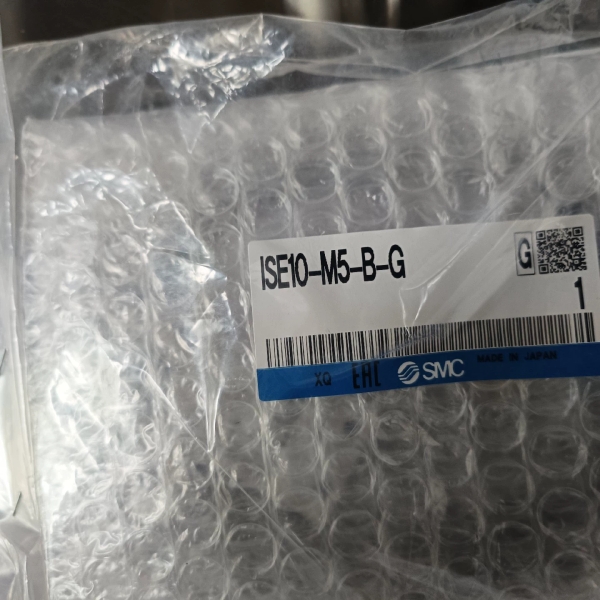 ISE10-M5-B-G
G
1
XQ EAC SMC MADE IN JAPAN